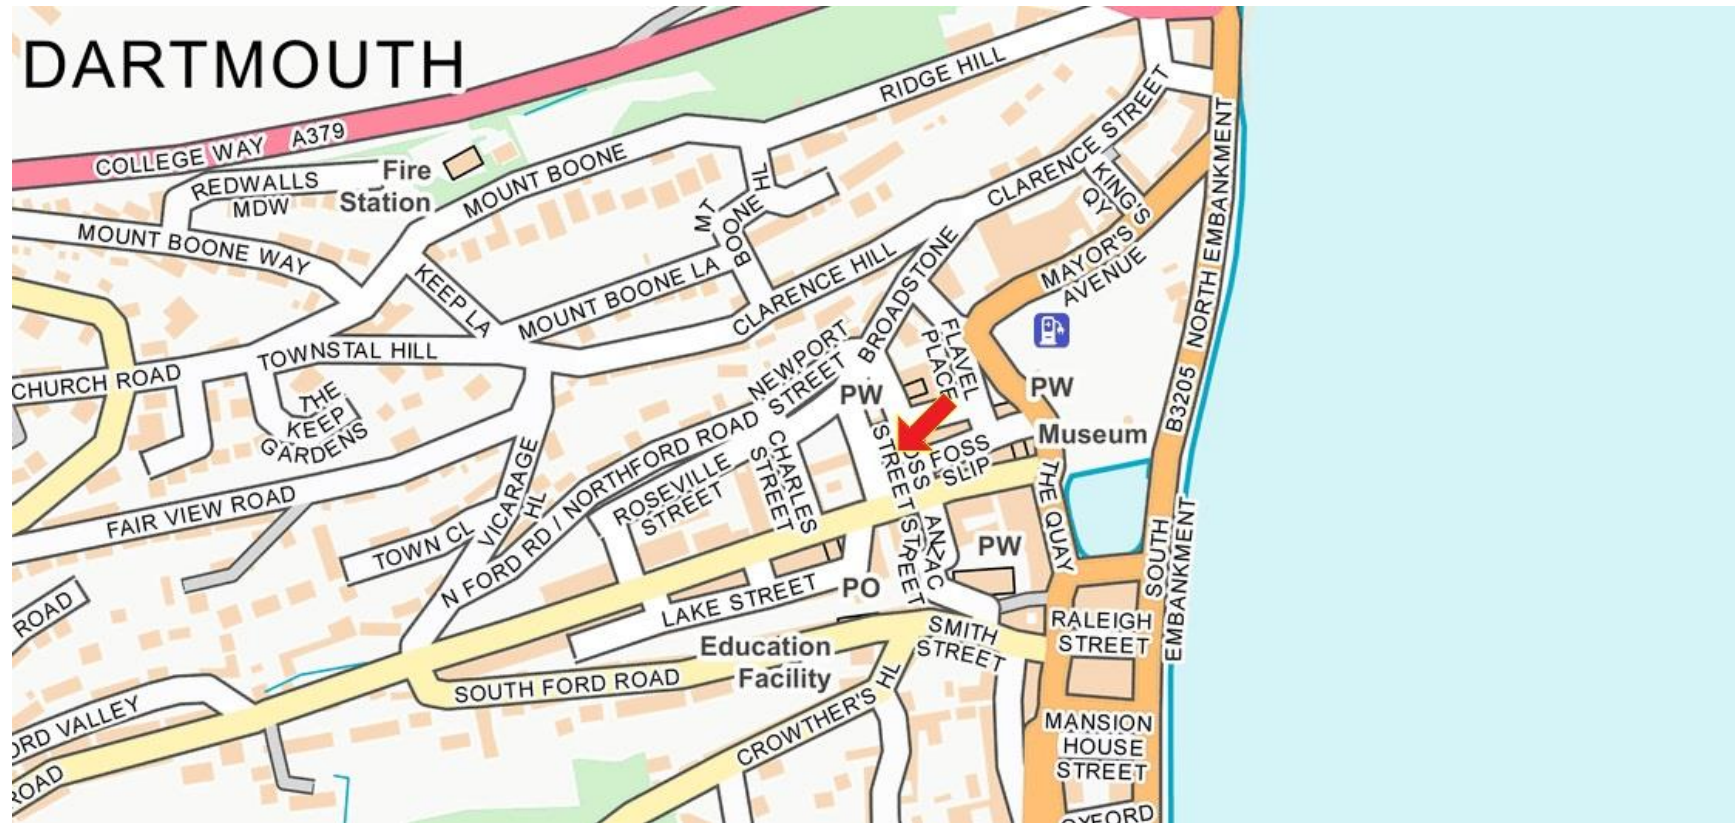 DARTMOUTH
RIDGE HILL
COLLEGE WAY
A379
CLARENCE STREET
NORTH EMBANKMENT
Fire
Station
REDWALLS
MDW
MOUNT BOONE
KING'S
QY
MT
BOONE
HL
MOUNT BOONE WAY
KEEP LA
MOUNT BOONE LA
CLARENCE HILL
BROADSTONE
MAYOR'S
AVENUE
TOWNSTAL HILL
CHURCH ROAD
THE
KEEP
GARDENS
NEWPORT
STREET
FLAVEL
PLACE
PW
PW
B3205
Museum
FOSS
SLIP
STREET
N FORD RD / NORTHFORD ROAD
ROSEVILLE
STREET
CHARLES
STREET
VICARAGE
HL
FAIR VIEW ROAD
TOWN CL
THE QUAY
SOUTH
EMBANKMENT
STREET
ANZAC
PW
PO
LAKE STREET
ROAD
RALEIGH
STREET
SMITH
STREET
Education
Facility
SOUTH FORD ROAD
CROWTHER'S HL
MANSION
HOUSE
STREET
ROAD